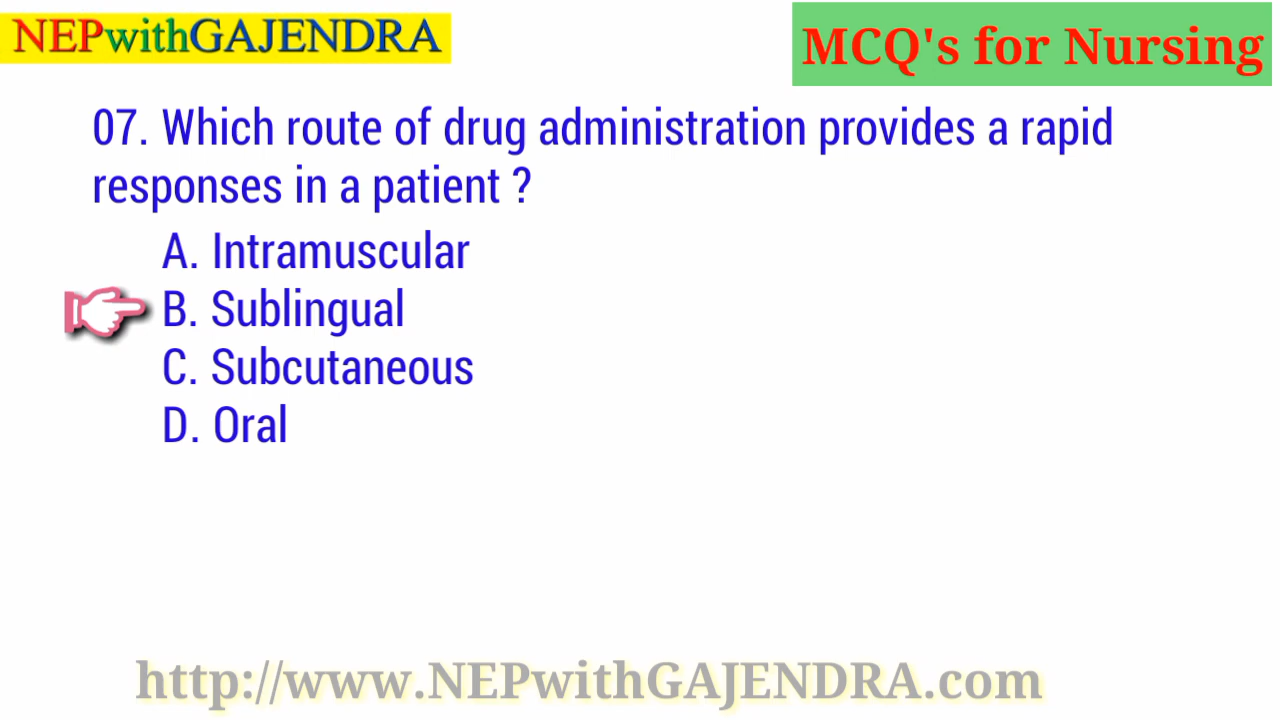 NEPwithGAJENDRA
MCQ's for Nursing
07. Which route of drug administration provides a rapid
responses in a patient ?
A. Intramuscular
B. Sublingual
C. Subcutaneous
D. Oral
http://www.NEPwithGAJENDRA.com